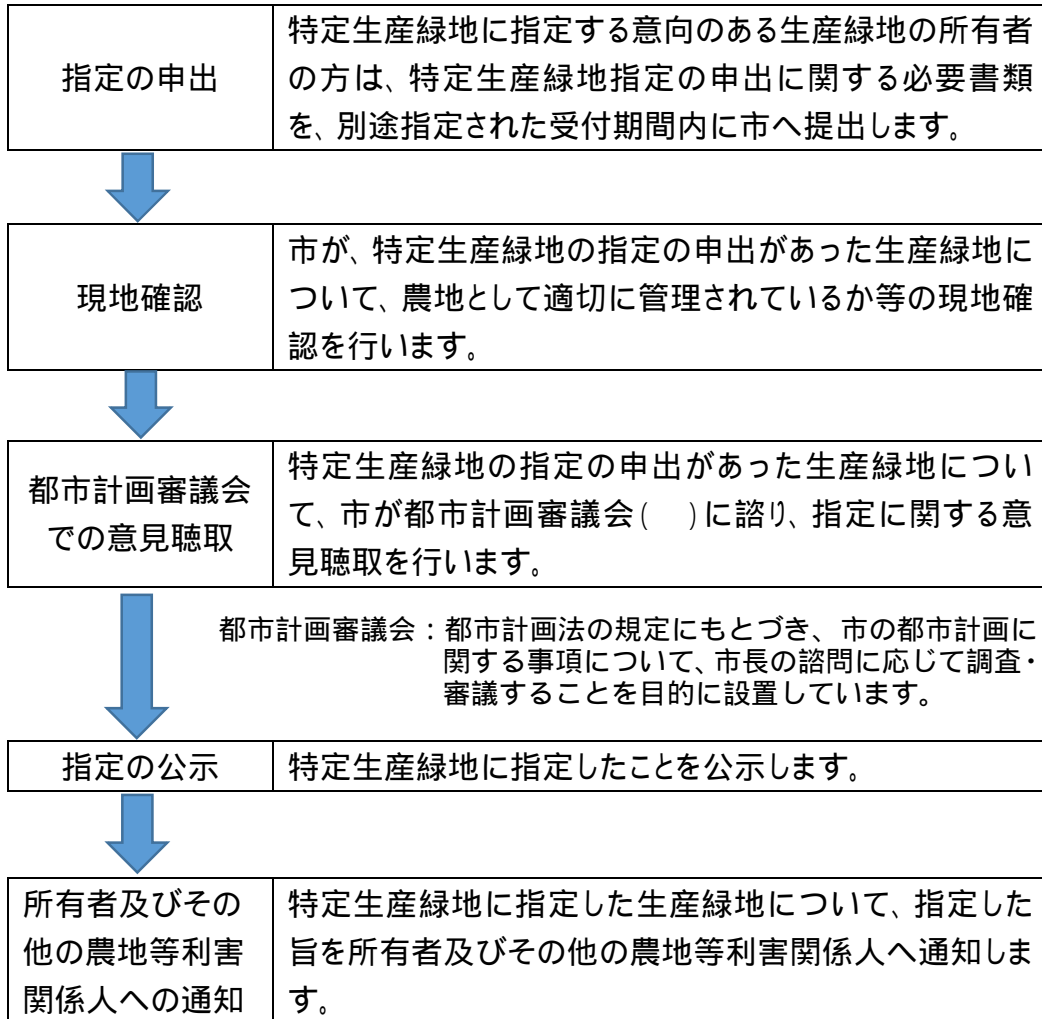 指定の申出
特定生産緑地に指定する意向のある生産緑地の所有者
の方は、特定生産緑地指定の申出に関する必要書類
を、別途指定された受付期間内に市へ提出します。
現地確認
市が、特定生産緑地の指定の申出があった生産緑地に
ついて、農地として適切に管理されているか等の現地確
認を行います。
都市計画審議会
での意見聴取
特定生産緑地の指定の申出があった生産緑地につい
て、市が都市計画審議会(　)に諮り、指定に関する意
見聴取を行います。
都市計画審議会：都市計画法の規定にもとづき、市の都市計画に
関する事項について、市長の諮問に応じて調査・
審議することを目的に設置しています。
指定の公示
特定生産緑地に指定したことを公示します。
所有者及びその
他の農地等利害
関係人への通知
特定生産緑地に指定した生産緑地について、指定した
旨を所有者及びその他の農地等利害関係人へ通知しま
す。